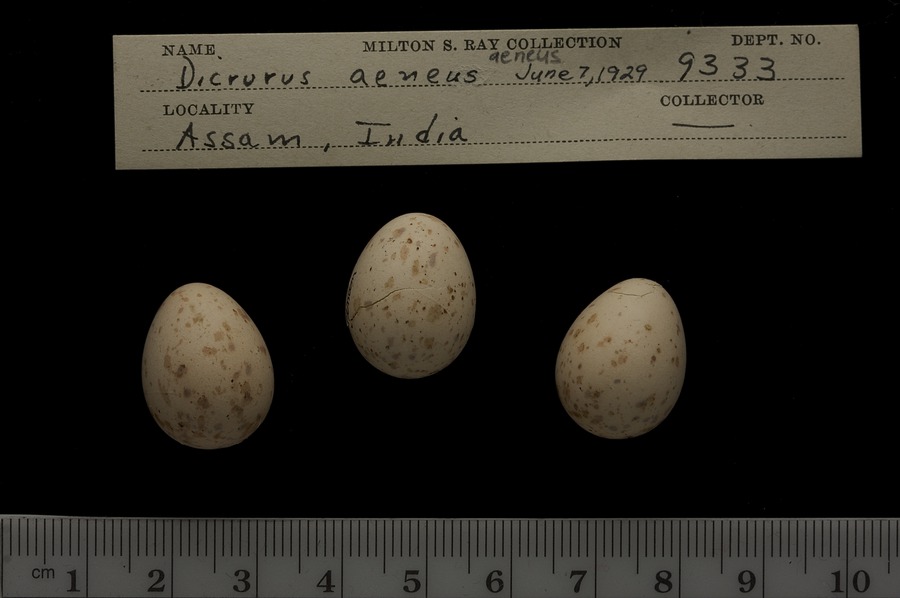 NAME MILTON S. RAY COLLECTION DEPT. NO.
aeneus
Dicrurus aeneus June 7, 1929 9333
LOCALITY COLLECTOR
Assam, India —
cm 1 2 3 4 5 6 7 8 9 10